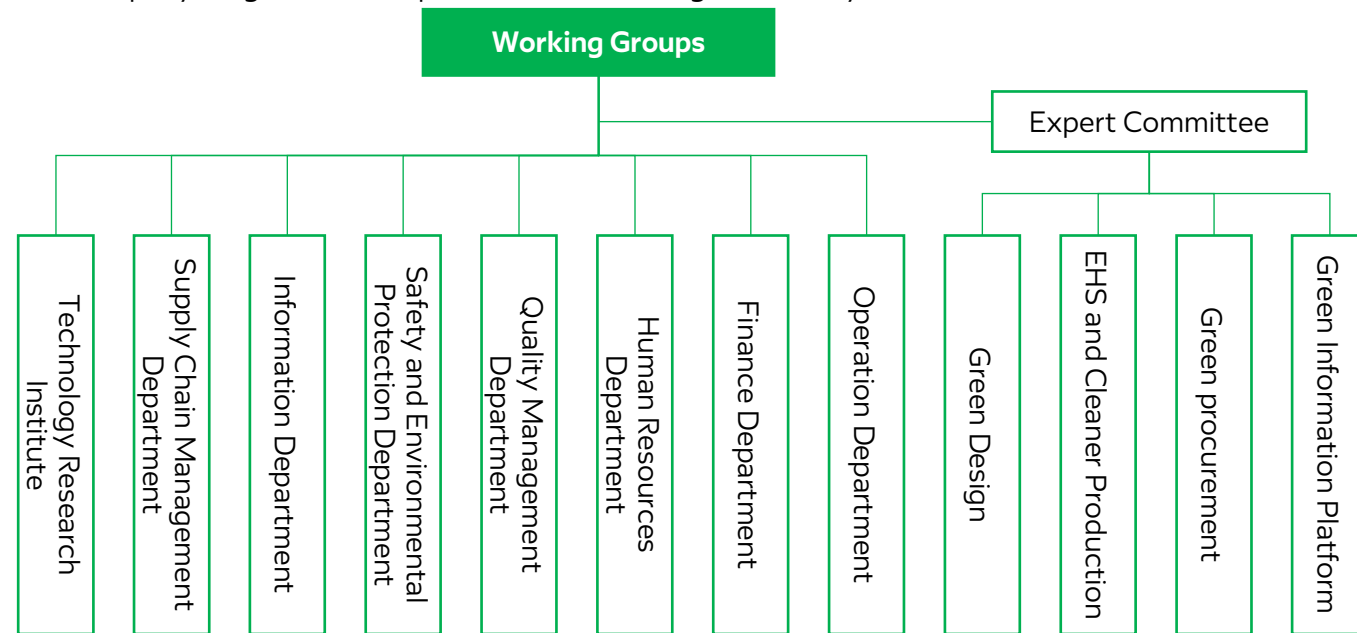 Working Groups
Expert Committee
Technology Research
Institute
Supply Chain Management
Department
Information Department
Safety and Environmental
Protection Department
Quality Management
Department
Human Resources
Department
Finance Department
Operation Department
Green Design
EHS and Cleaner Production
Green procurement
Green Information Platform